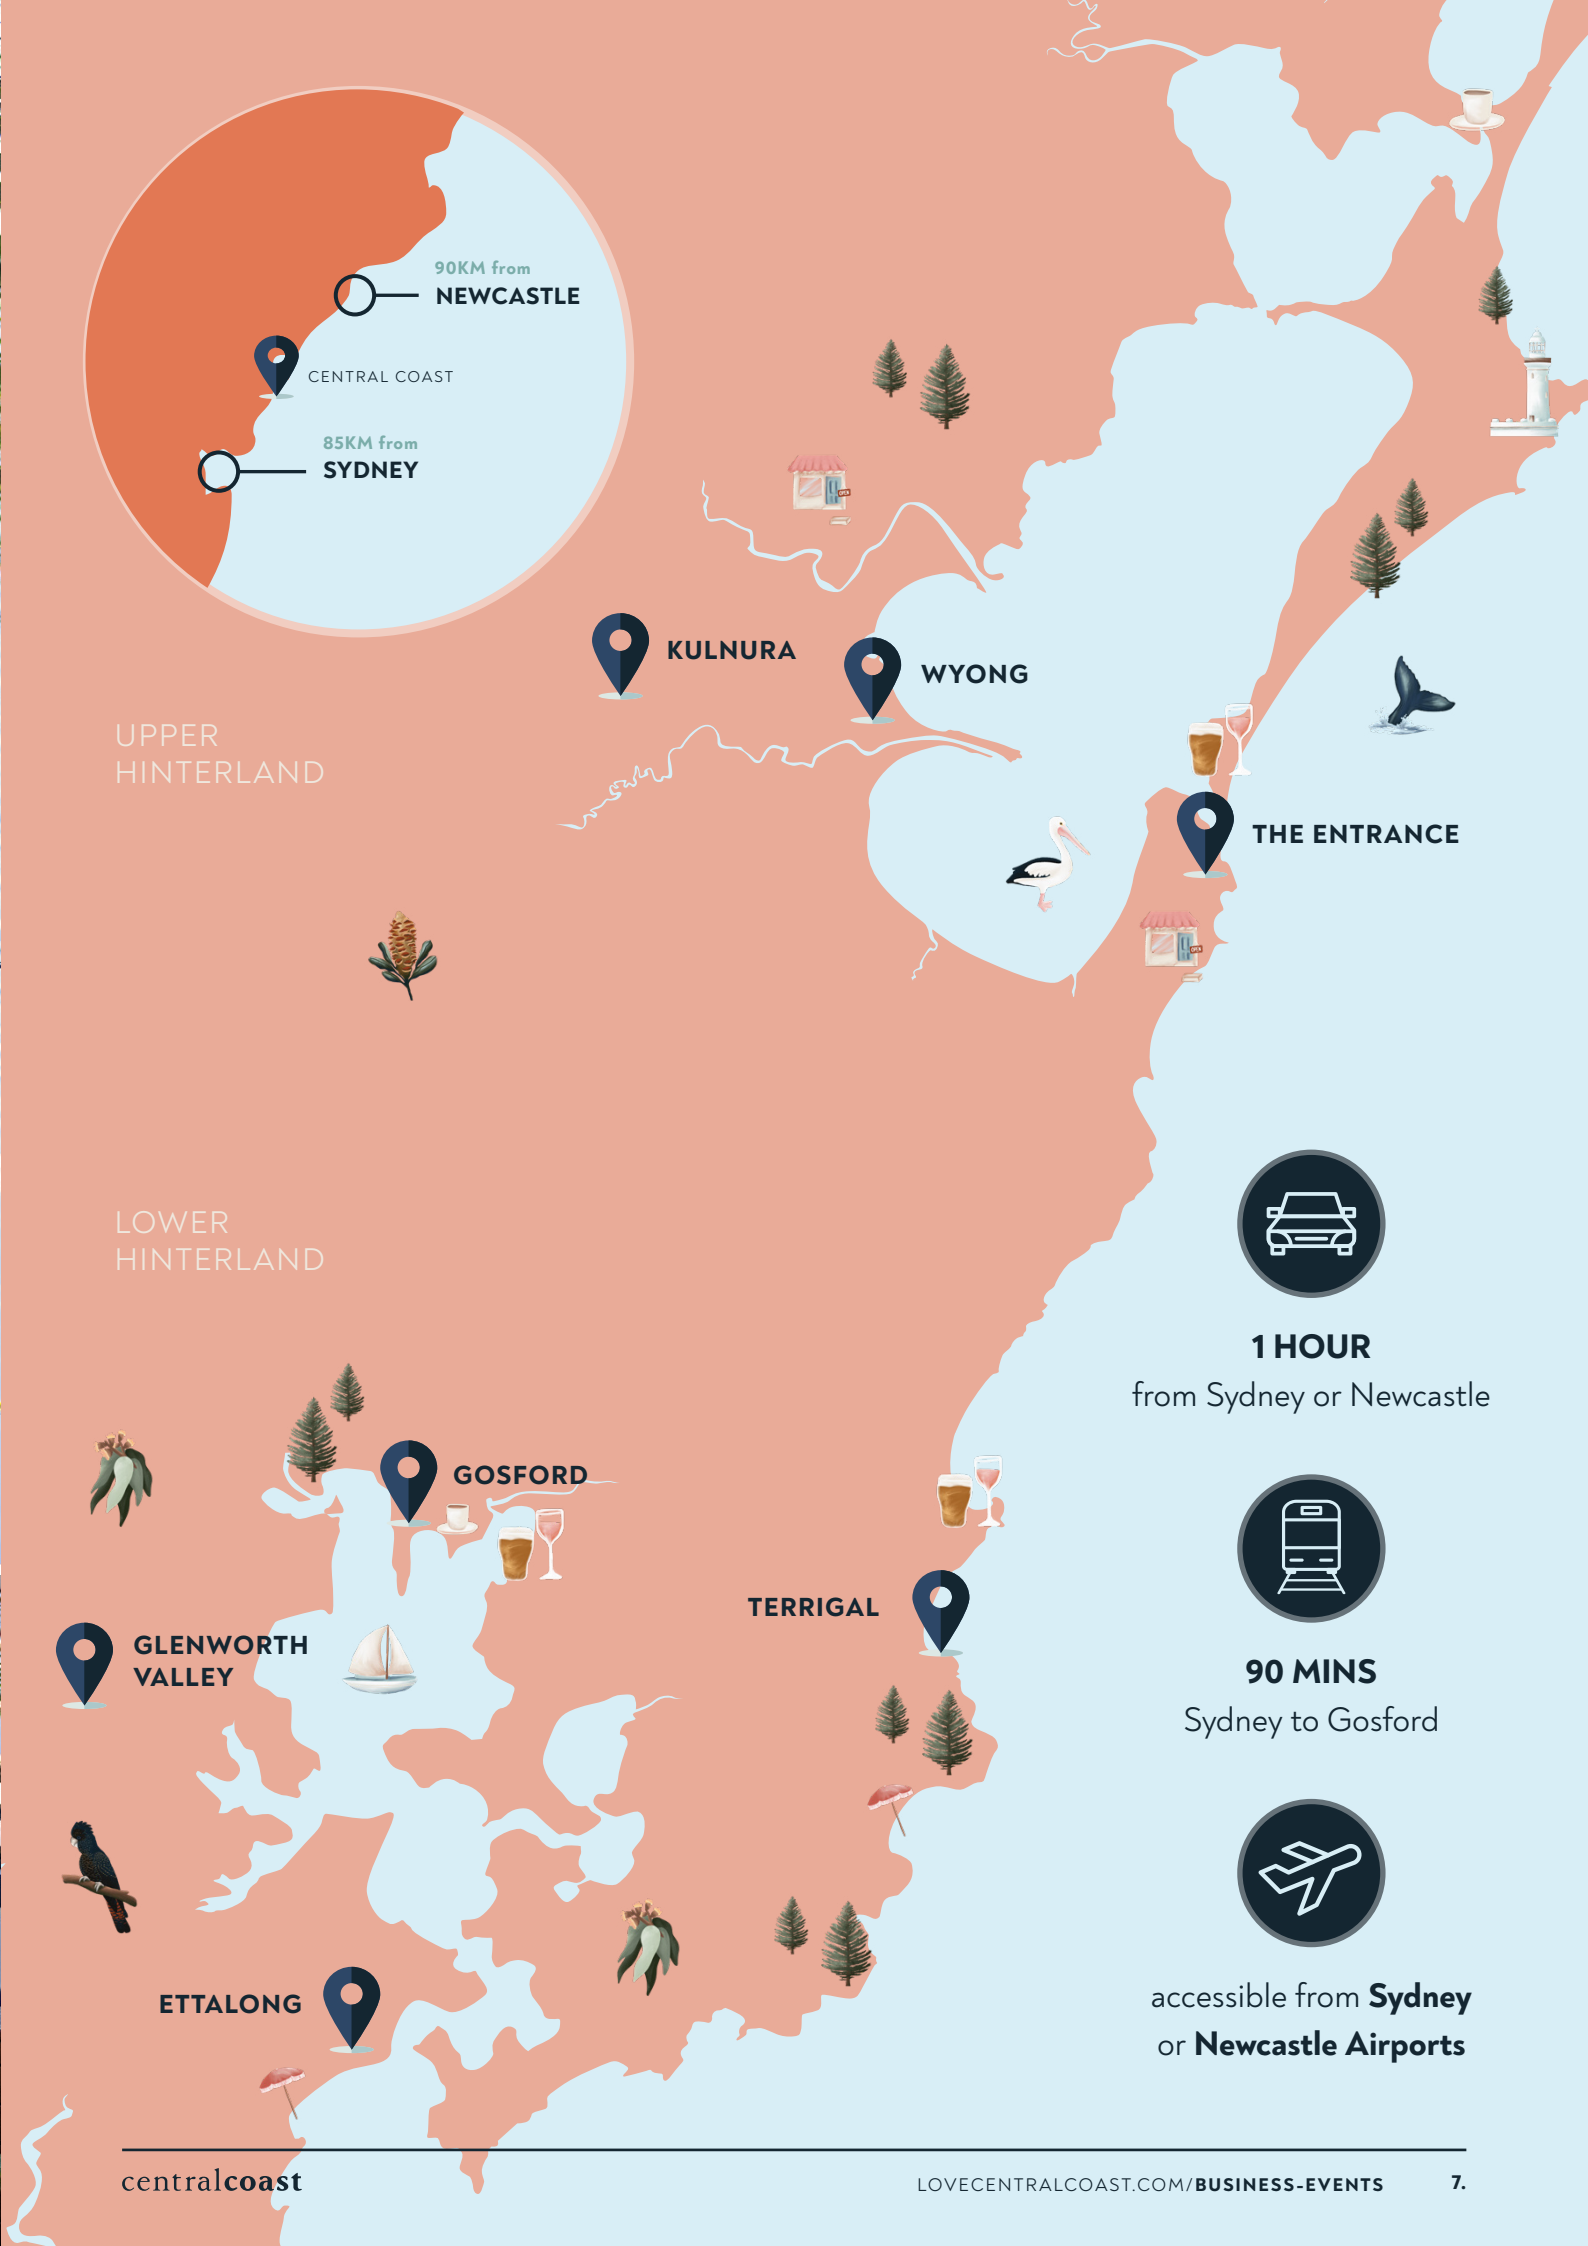 90KM from
NEWCASTLE
CENTRAL COAST
85KM from
SYDNEY
OPEN
KULNURA
WYONG
UPPER
HINTERLAND
THE ENTRANCE
OPEN
LOWER
HINTERLAND
1 HOUR
from Sydney or Newcastle
GOSFORD
TERRIGAL
GLENWORTH
VALLEY
90 MINS
Sydney to Gosford
ETTALONG
accessible from Sydney
or Newcastle Airports
centralcoast
LOVECENTRALCOAST.COM/BUSINESS-EVENTS
7.